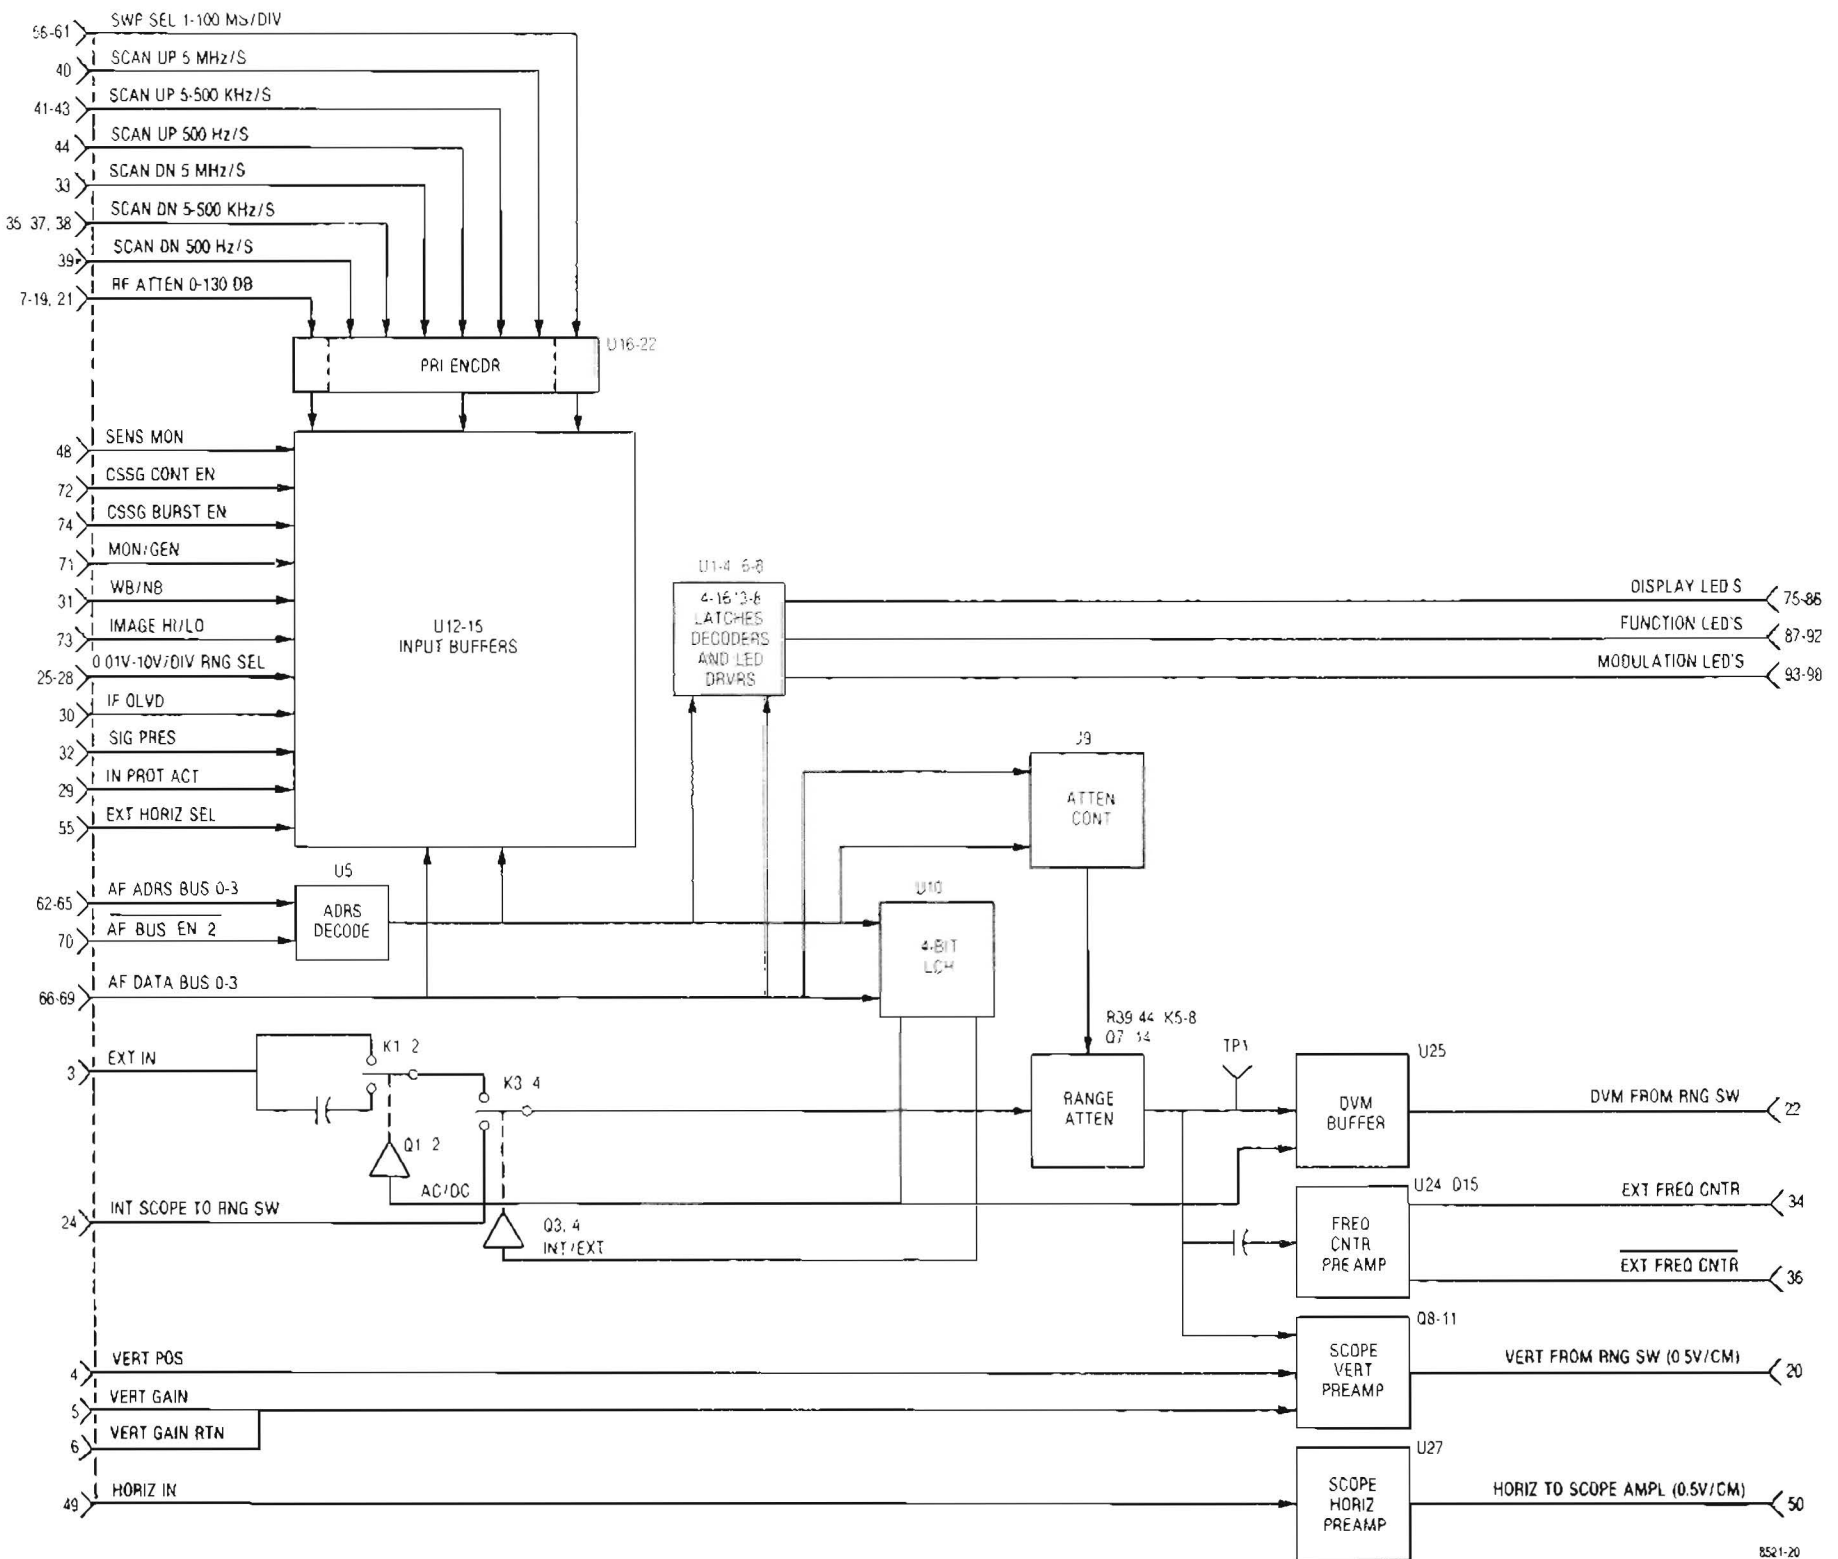 SWP SEL 1-100 MS/DIV
56-61
SCAN UP 5 MHz/S
40
SCAN UP 5-500 KHz/S
41-43
SCAN UP 500 Hz/S
44
SCAN DN 5 MHz/S
33
SCAN DN 5-500 KHz/S
35 37, 38
SCAN DN 500 Hz/S
39
RF ATTEN 0-130 DB
7-19, 21
PRI ENCDR
U16-22
SENS MON
48
CSSG CONT EN
72
CSSG BURST EN
74
MON/GEN
71
WB/NB
31
IMAGE HI/LO
73
0 01V-10V/DIV RNG SEL
25-28
IF OLVD
30
SIG PRES
32
IN PROT ACT
29
EXT HORIZ SEL
55
U12-15
INPUT BUFFERS
U1-4 6-8
4-16/3-8
LATCHES
DECODERS
AND LED
DRVRS
DISPLAY LED S
75-86
FUNCTION LED'S
87-92
MODULATION LED'S
93-98
U9
ATTEN
CONT
U5
ADRS
DECODE
AF ADRS BUS 0-3
62-65
AF BUS EN 2
70
AF DATA BUS 0-3
66-69
U10
4-BIT
LCH
EXT IN
3
K1 2
K3 4
Q1 2
AC/DC
INT SCOPE TO RNG SW
24
Q3, 4
INT/EXT
R39 44 K5-8
Q7 14
RANGE
ATTEN
TP1
U25
DVM
BUFFER
DVM FROM RNG SW
22
U24 Q15
FREQ
CNTR
PREAMP
EXT FREQ CNTR
34
EXT FREQ CNTR
36
Q8-11
SCOPE
VERT
PREAMP
VERT FROM RNG SW (0 5V/CM)
20
VERT POS
4
VERT GAIN
5
VERT GAIN RTN
6
U27
SCOPE
HORIZ
PREAMP
HORIZ IN
49
HORIZ TO SCOPE AMPL (0.5V/CM)
50
8521-20